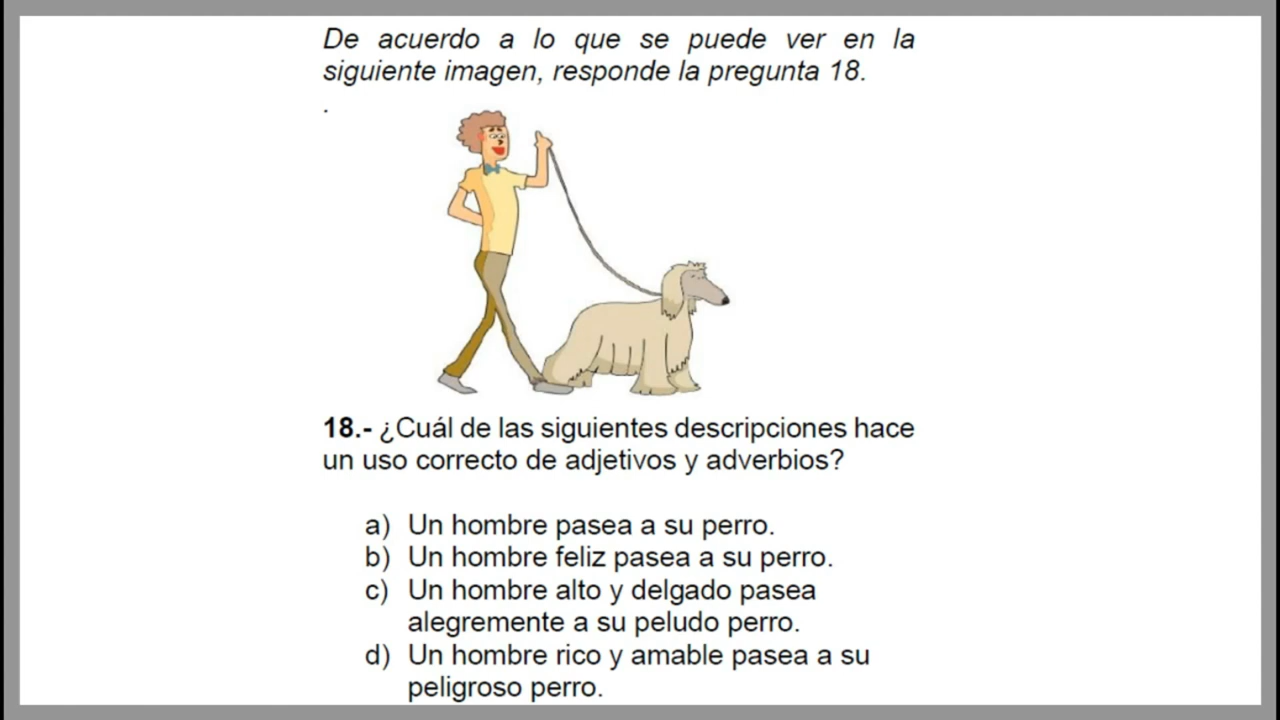 De acuerdo a lo que se puede ver en la
siguiente imagen, responde la pregunta 18.
.
18.- ¿Cuál de las siguientes descripciones hace
un uso correcto de adjetivos y adverbios?
a) Un hombre pasea a su perro.
b) Un hombre feliz pasea a su perro.
c) Un hombre alto y delgado pasea
alegremente a su peludo perro.
d) Un hombre rico y amable pasea a su
peligroso perro.